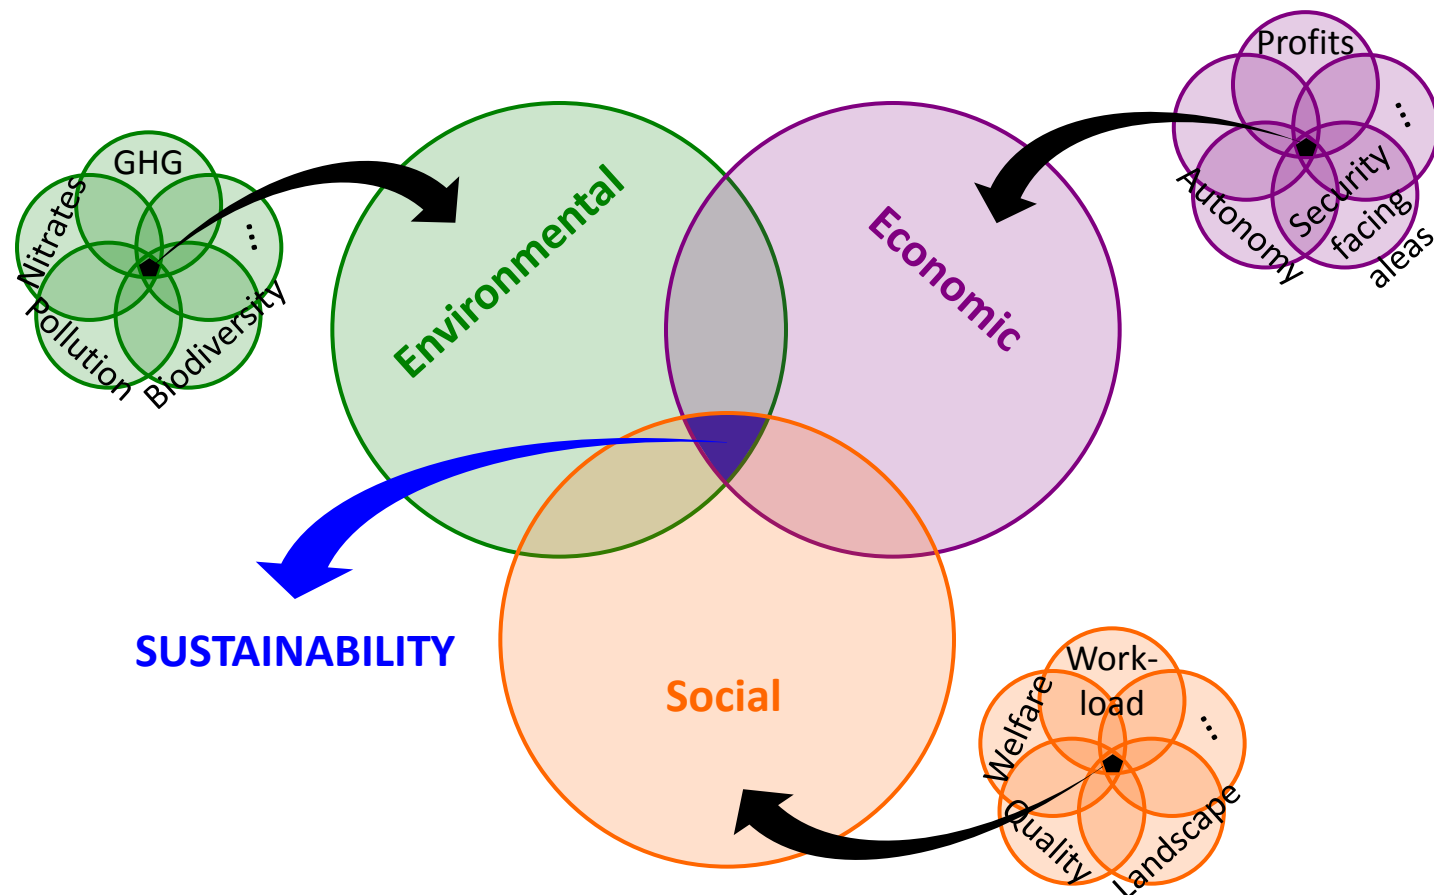 Profits
...
Autonomy
Security
facing
aleas
GHG
Nitrates
...
Pollution
Biodiversity
Environmental
Economic
SUSTAINABILITY
Social
Work-
load
Welfare
...
Quality
Landscape